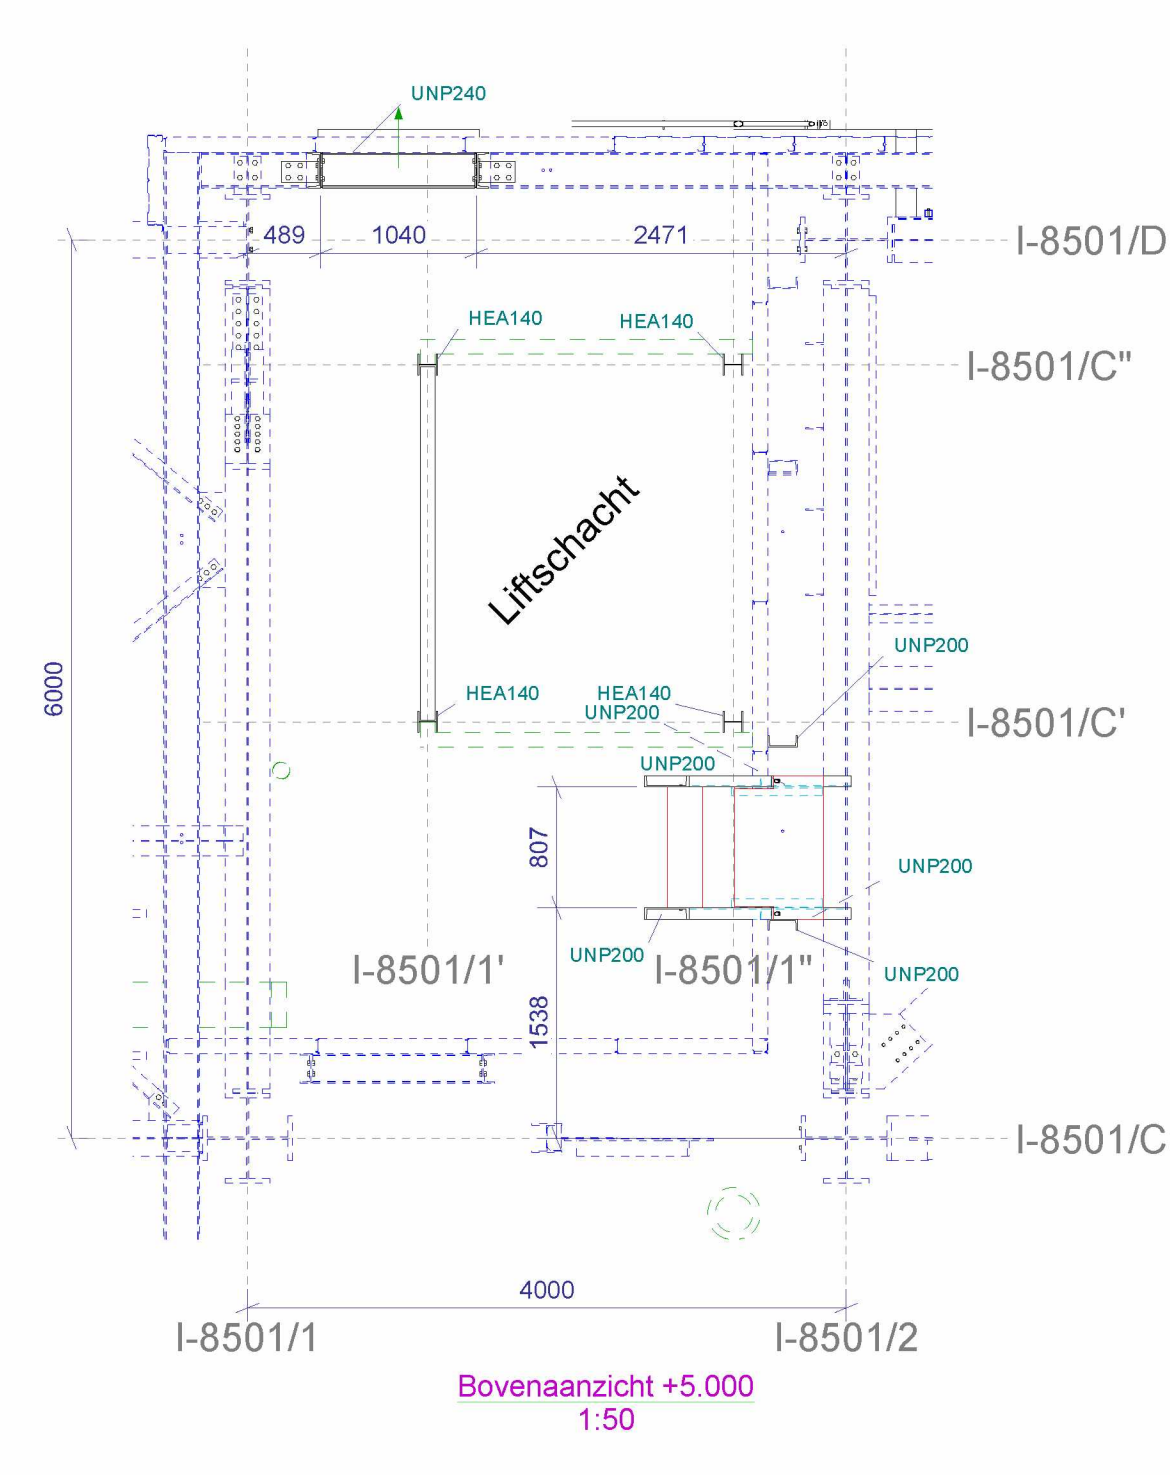 UNP240
489
1040
2471
I-8501/D
HEA140
HEA140
I-8501/C"
Liftschacht
UNP200
6000
HEA140
HEA140
UNP200
I-8501/C'
UNP200
807
UNP200
UNP200
I-8501/1'
I-8501/1"
UNP200
1538
I-8501/C
4000
I-8501/1
I-8501/2
Bovenaanzicht +5.000
1:50